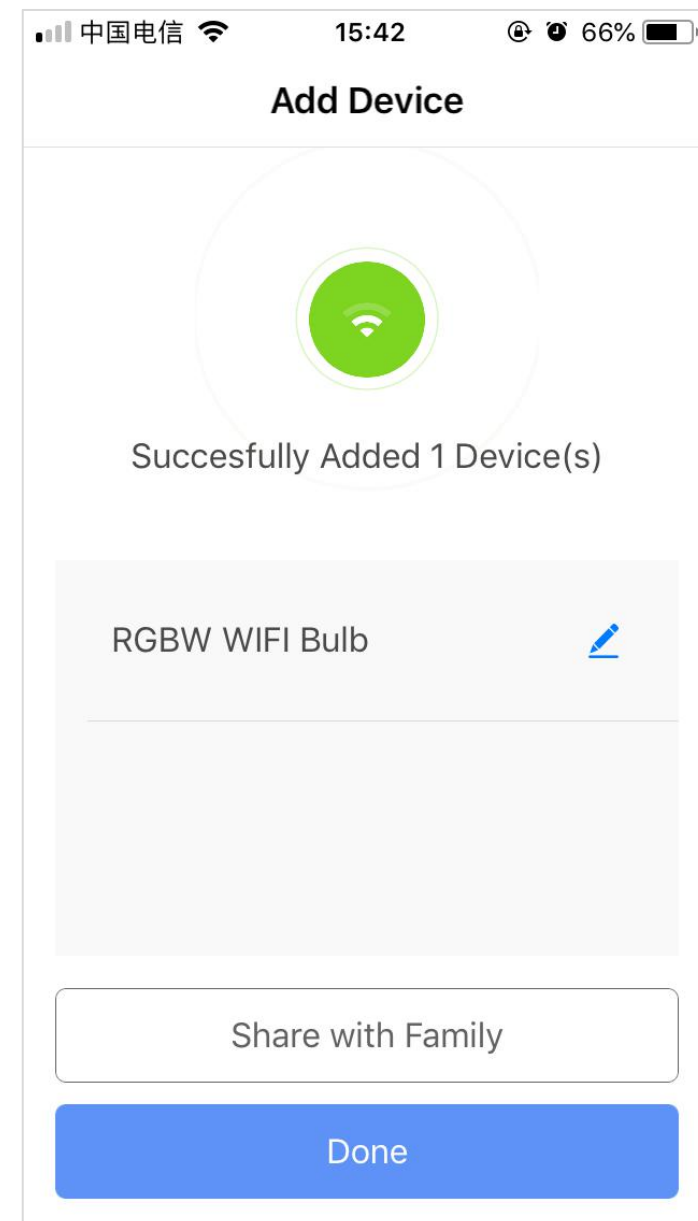 中国电信 15:42 66%
Add Device
Succesfully Added 1 Device(s)
RGBW WIFI Bulb
Share with Family
Done